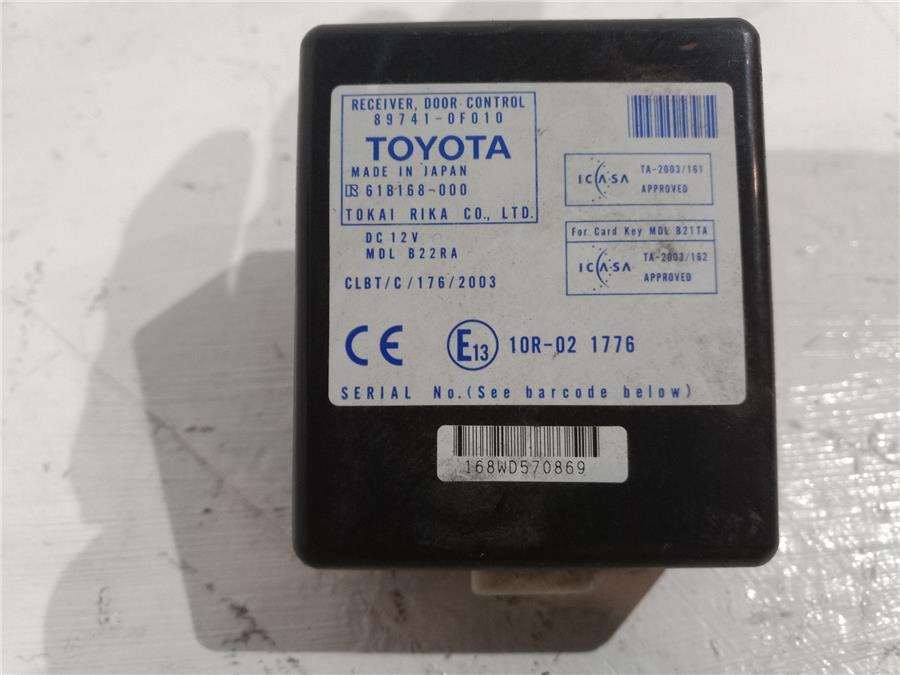 RECEIVER, DOOR CONTROL
89741-0F010
TOYOTA
MADE IN JAPAN
61B168-000
TOKAI RIKA CO., LTD.
DC 12V
MDL B22RA
CLBT/C/176/2003
ICASA TA-2003/161
APPROVED
For Card Key MDL B21TA
ICASA TA-2003/162
APPROVED
CE E13 10R-02 1776
SERIAL No.(See barcode below)
168WD570869